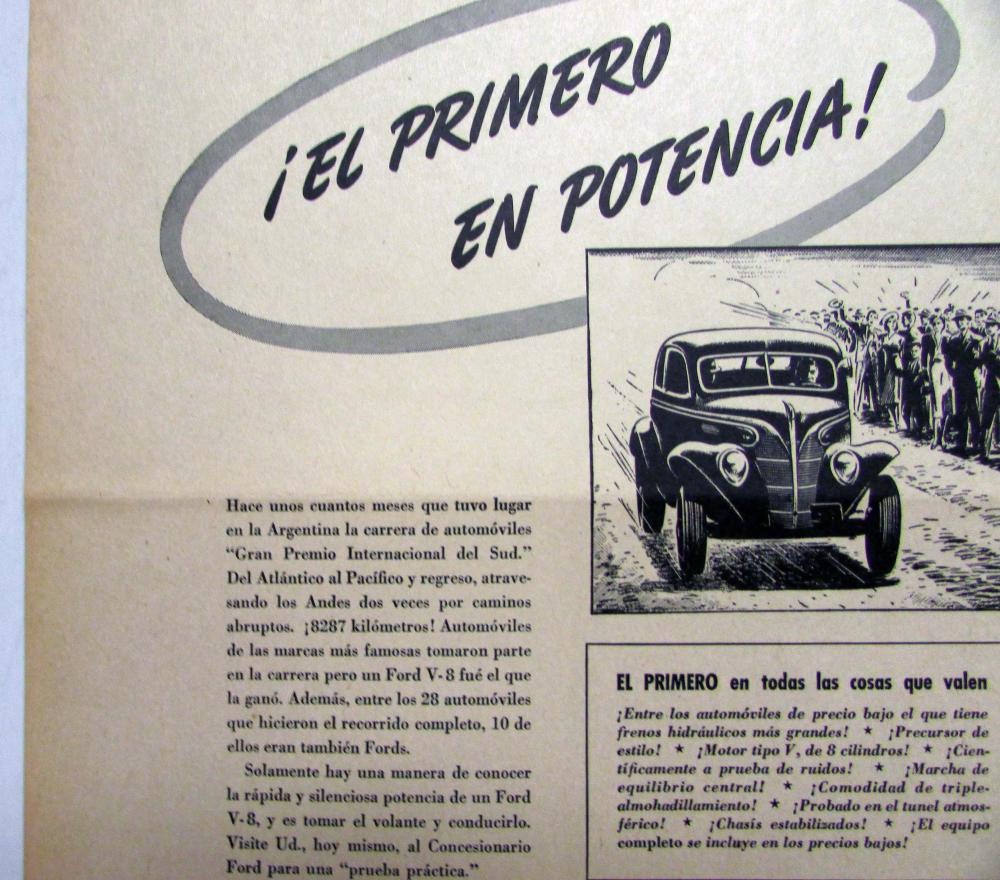 ¡EL PRIMERO
EN POTENCIA!
Hace unos cuantos meses que tuvo lugar
en la Argentina la carrera de automóviles
“Gran Premio Internacional del Sud.”
Del Atlántico al Pacífico y regreso, atrave-
sando los Andes dos veces por caminos
abruptos. ¡8287 kilómetros! Automóviles
de las marcas más famosas tomaron parte
en la carrera pero un Ford V-8 fué el que
la ganó. Además, entre los 28 automóviles
que hicieron el recorrido completo, 10 de
ellos eran también Fords.
Solamente hay una manera de conocer
la rápida y silenciosa potencia de un Ford
V-8, y es tomar el volante y conducirlo.
Visite Ud., hoy mismo, al Concesionario
Ford para una “prueba práctica.”
EL PRIMERO en todas las cosas que valen
¡Entre los automóviles de precio bajo el que tiene
frenos hidráulicos más grandes! ★ ¡Precursor de
estilo! ★ ¡Motor tipo V, de 8 cilindros! ★ ¡Cien-
tíficamente a prueba de ruidos! ★ ¡Marcha de
equilibrio central! ★ ¡Comodidad de triple-
almohadillamiento! ★ ¡Probado en el tunel atmos-
férico! ★ ¡Chasis estabilizados! ★ ¡El equipo
completo se incluye en los precios bajos!